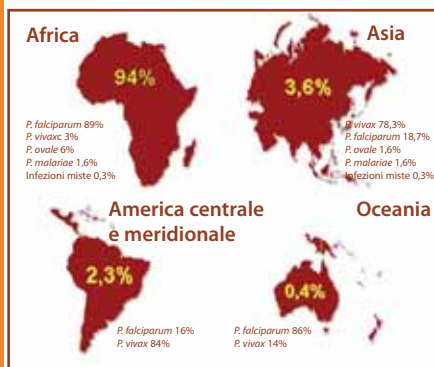 Africa
94%
P. falciparum 89%
P. vivaxc 3%
P. ovale 6%
P. malariae 1,6%
Infezioni miste 0,3%
Asia
3,6%
P. vivax 78,3%
P. falciparum 18,7%
P. ovale 1,6%
P. malariae 1,6%
Infezioni miste 0,3%
America centrale
e meridionale
2,3%
P. falciparum 16%
P. vivax 84%
Oceania
0,4%
P. falciparum 86%
P. vivax 14%